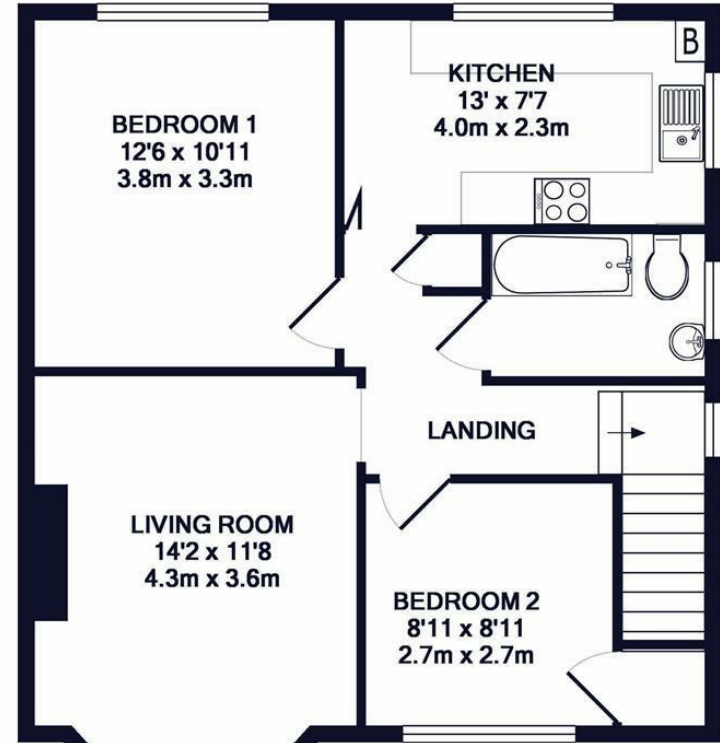 BEDROOM 1
12'6 x 10'11
3.8m x 3.3m
KITCHEN
13' x 7'7
4.0m x 2.3m
B
LANDING
LIVING ROOM
14'2 x 11'8
4.3m x 3.6m
BEDROOM 2
8'11 x 8'11
2.7m x 2.7m